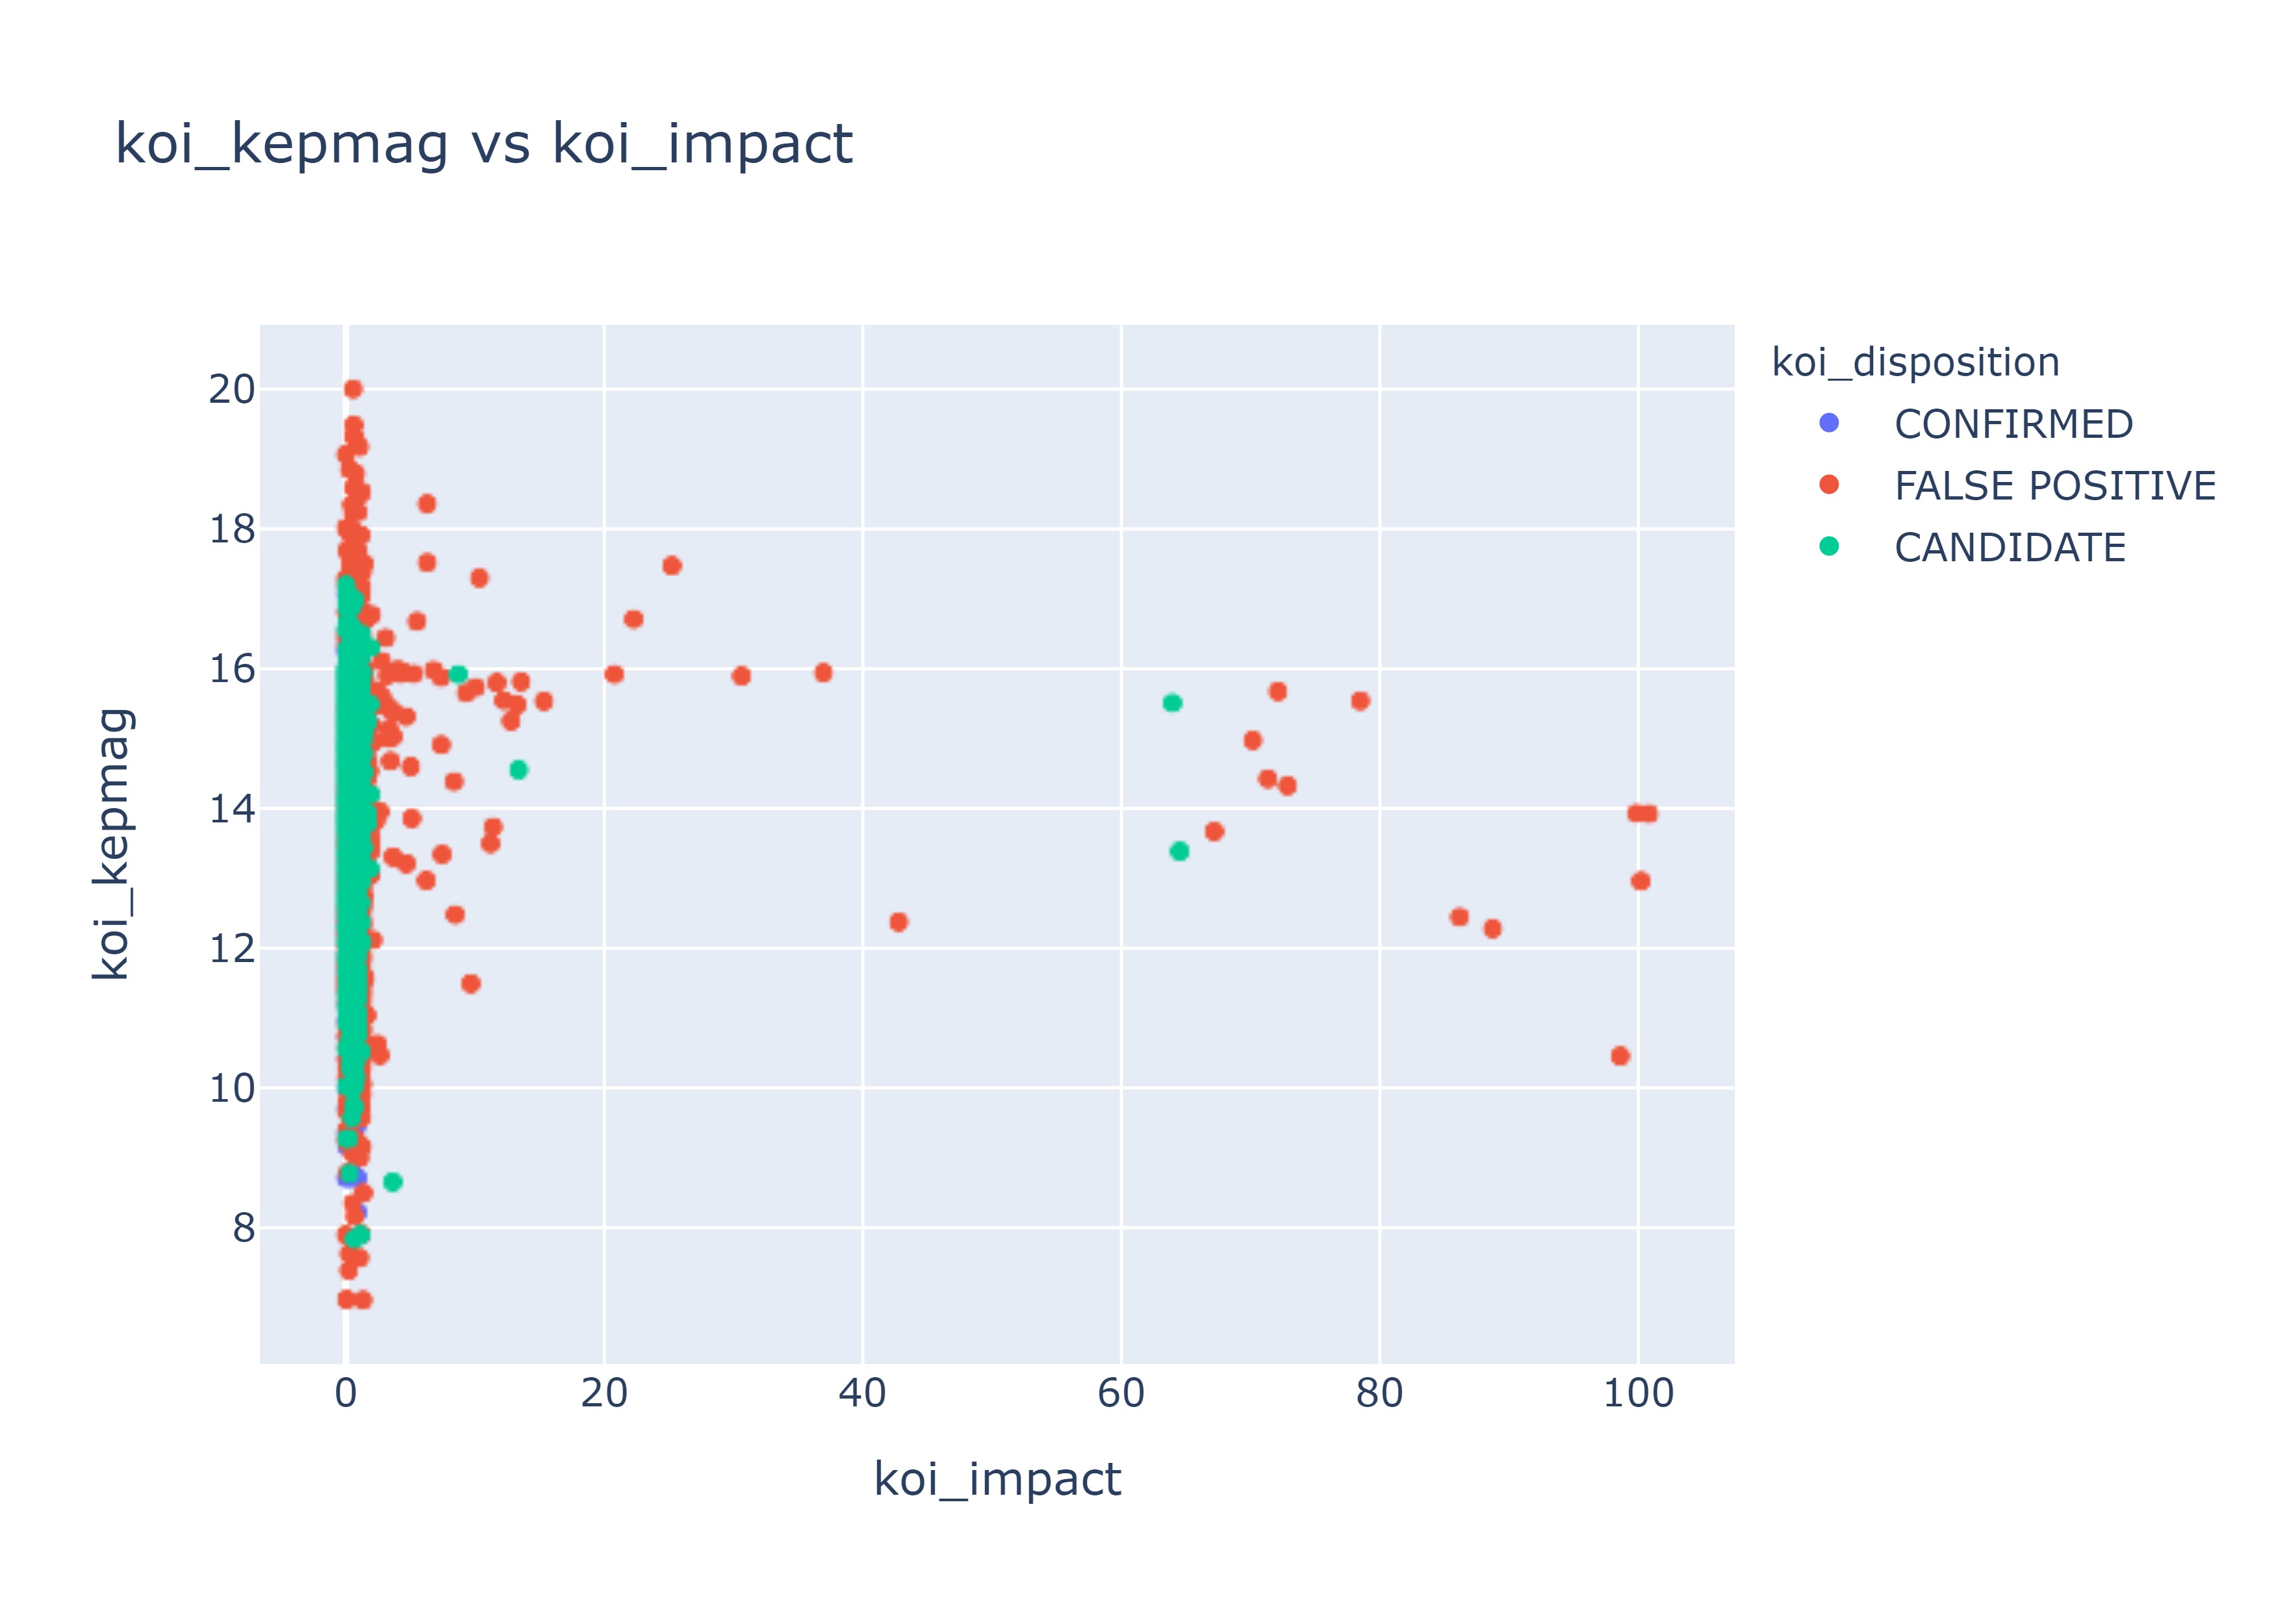 koi_kepmag vs koi_impact
koi_disposition
CONFIRMED
FALSE POSITIVE
CANDIDATE
koi_kepmag
20
18
16
14
12
10
8
0 20 40 60 80 100
koi_impact